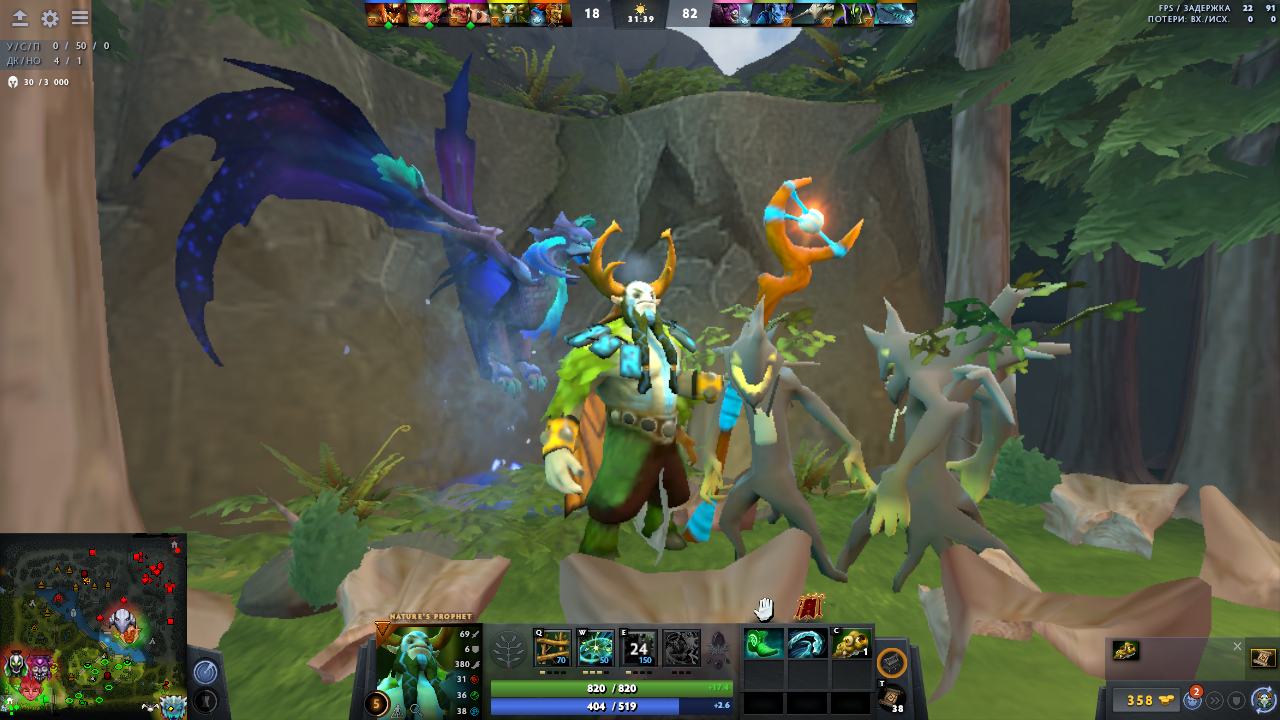 18 31:39 82
FPS / ЗАДЕРЖКА 22 91
ПОТЕРИ: ВХ./ИСХ. 0 0
У/С/П 0 / 50 / 0
ДК/НО 4 / 1
30 / 3 000
NATURE'S PROPHET
69
6
380
31
36
38
5
Q 70
W 50
E 24 150
C 1
T 38
820 / 820 +17.4
404 / 519 +2.6
358
2